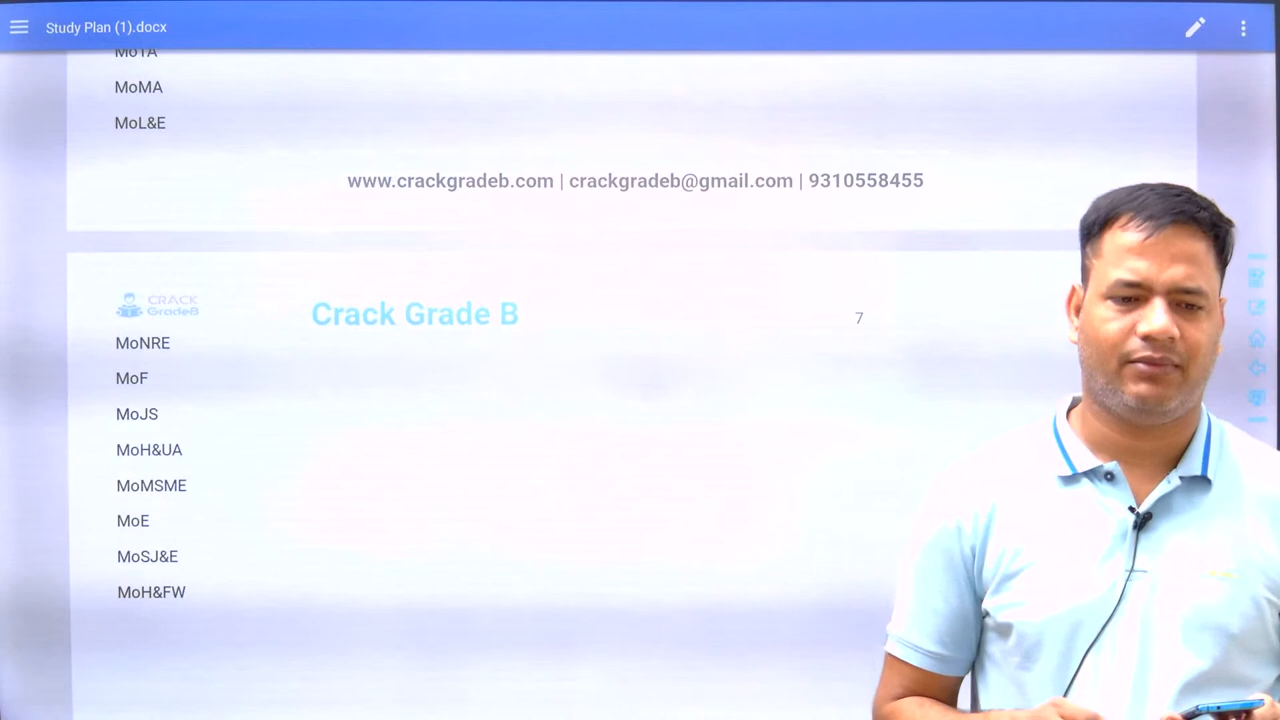 Study Plan (1).docx
MoTA
MoMA
MoL&E
www.crackgradeb.com | crackgradeb@gmail.com | 9310558455
CRACK
GradeB
Crack Grade B
7
MoNRE
MoF
MoJS
MoH&UA
MoMSME
MoE
MoSJ&E
MoH&FW